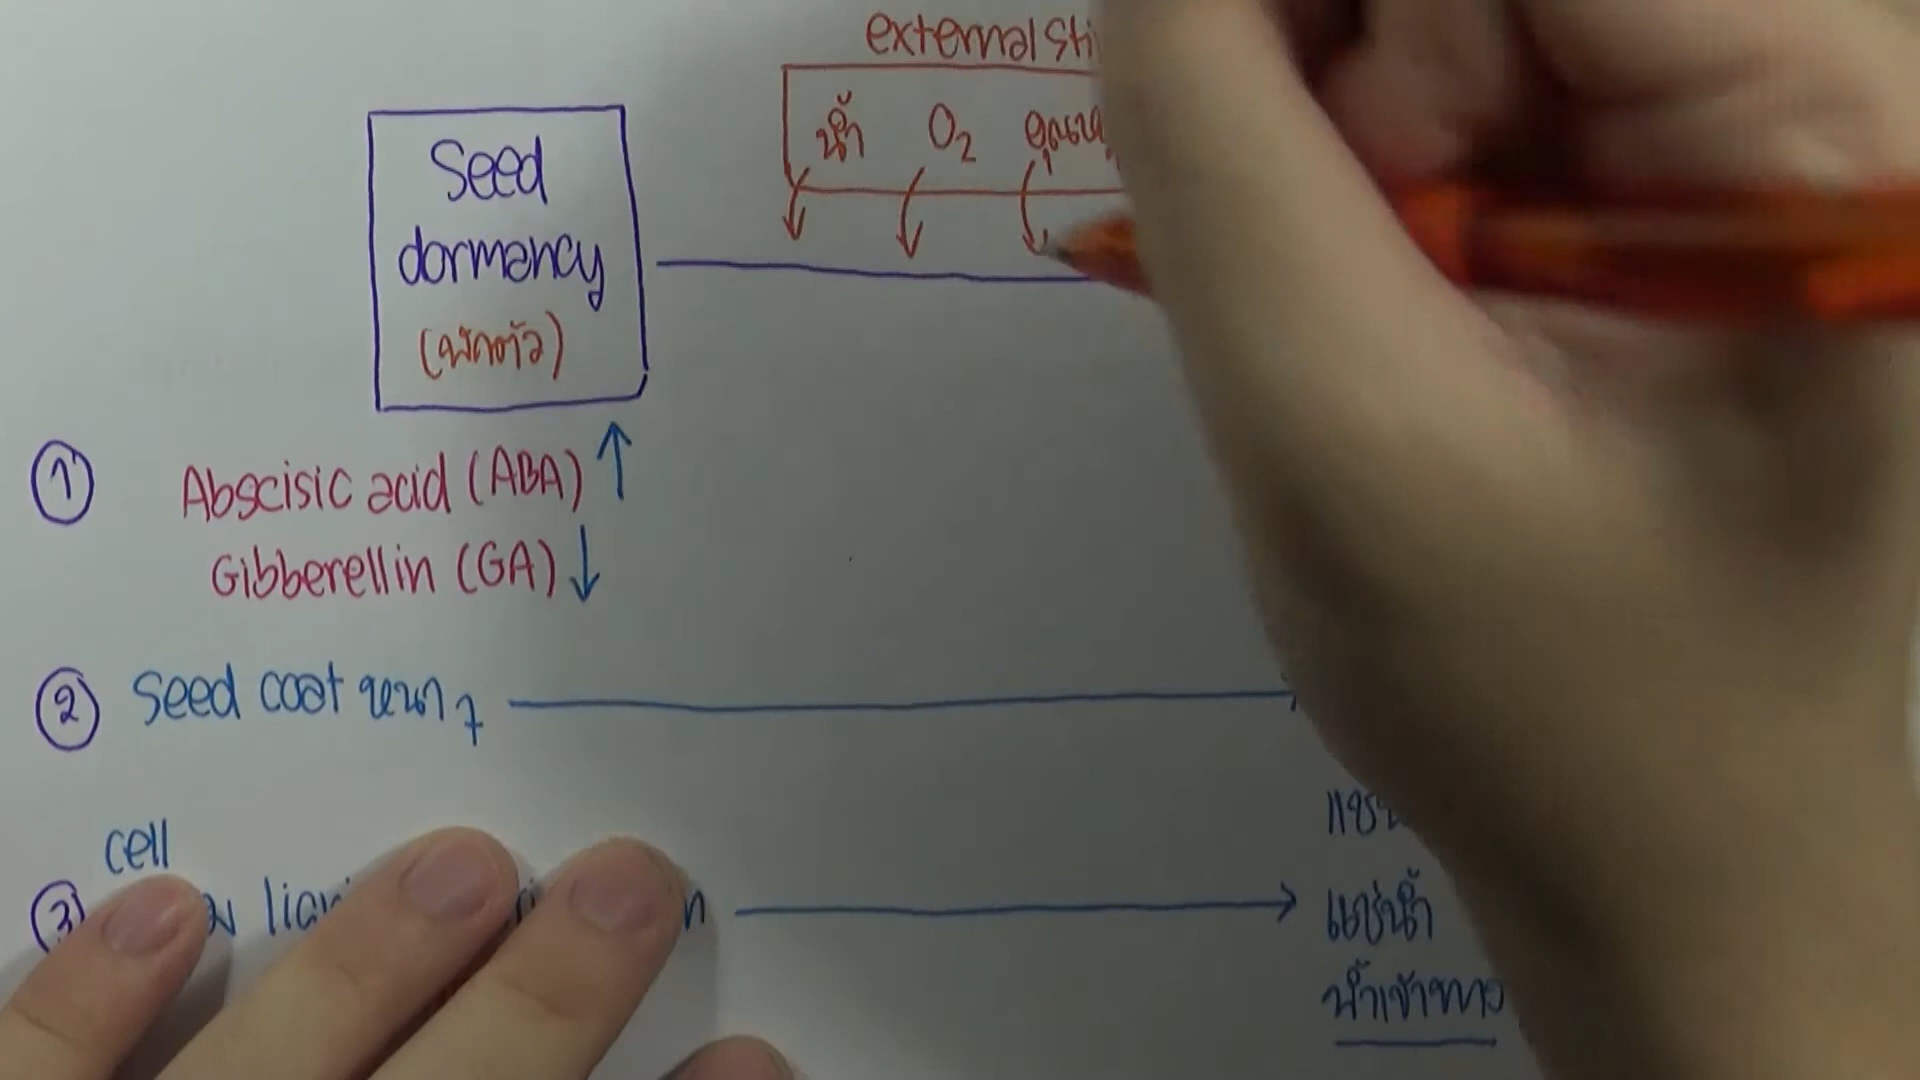 external sti
น้ำ O₂ อุณห
Seed
dormancy
(พักตัว)
① Abscisic acid (ABA) ↑
Gibberellin (GA) ↓
② seed coat หนาๆ
cell
③
แช่น้ำ
น้ำเข้าทาง